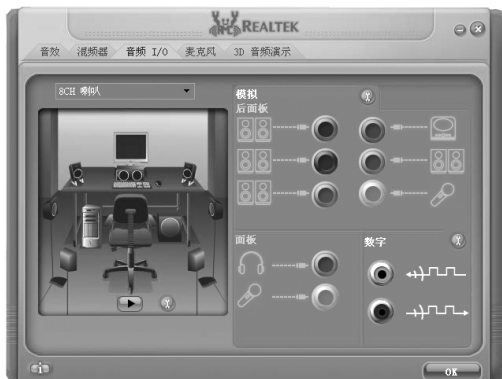 REALTEK
音效 混频器 音频 I/O 麦克风 3D 音频演示
8CH 喇叭
模拟
后面板
面板
数字
i
OK